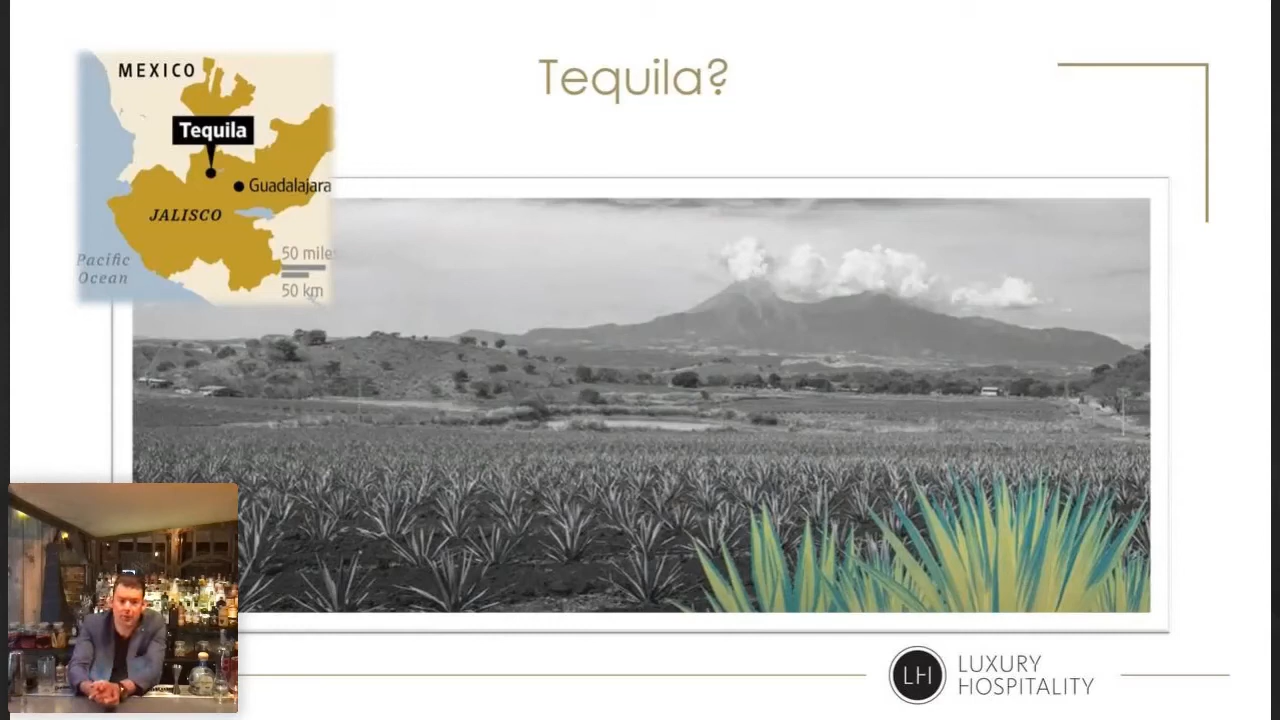 Tequila?
MEXICO
Tequila
Guadalajara
JALISCO
Pacific
Ocean
50 miles
50 km
LH
LUXURY
HOSPITALITY